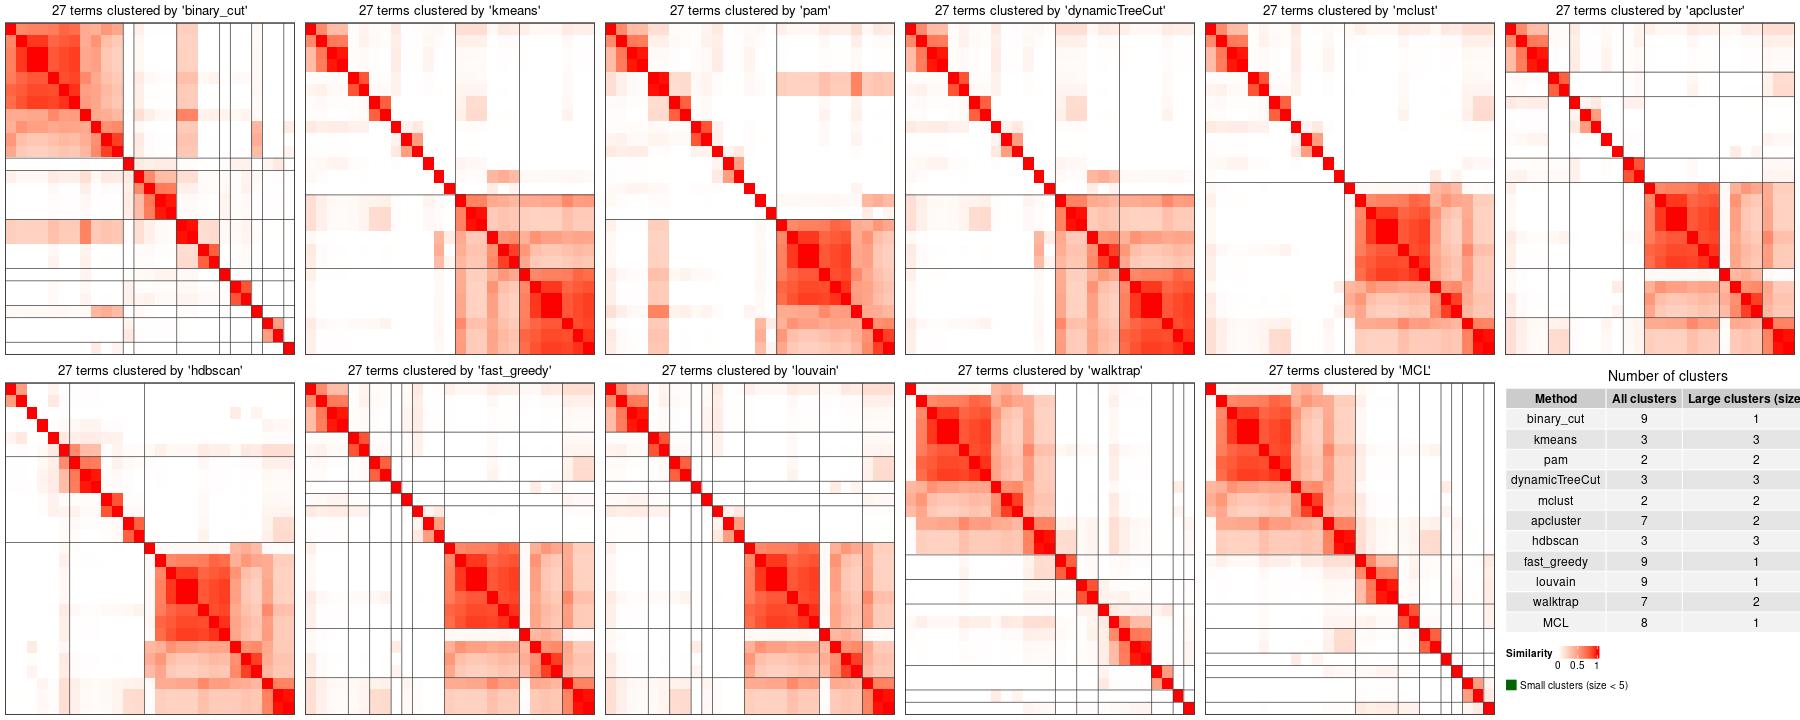 27 terms clustered by 'binary_cut'
27 terms clustered by 'kmeans'
27 terms clustered by 'pam'
27 terms clustered by 'dynamicTreeCut'
27 terms clustered by 'mclust'
27 terms clustered by 'apcluster'
27 terms clustered by 'hdbscan'
27 terms clustered by 'fast_greedy'
27 terms clustered by 'louvain'
27 terms clustered by 'walktrap'
27 terms clustered by 'MCL'
Number of clusters
Method All clusters Large clusters (size
binary_cut 9 1
kmeans 3 3
pam 2 2
dynamicTreeCut 3 3
mclust 2 2
apcluster 7 2
hdbscan 3 3
fast_greedy 9 1
louvain 9 1
walktrap 7 2
MCL 8 1
Similarity
0 0.5 1
Small clusters (size < 5)